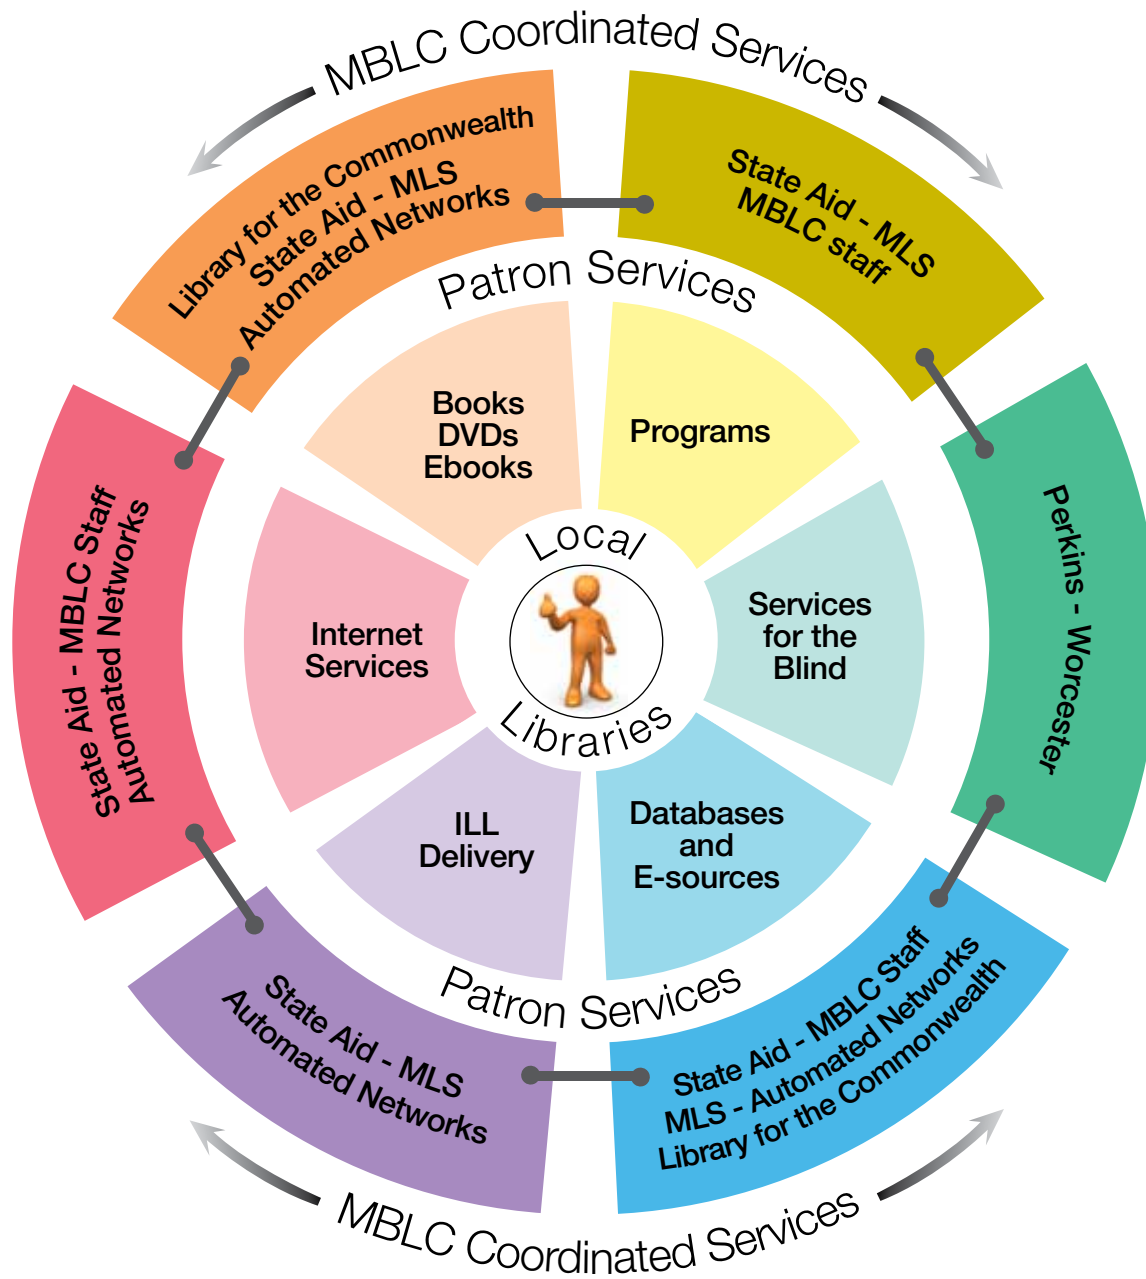 MBLC Coordinated Services
Library for the Commonwealth
State Aid - MLS
Automated Networks
State Aid - MLS
MBLC staff
Patron Services
Books
DVDs
Ebooks
Programs
State Aid - MBLC Staff
Automated Networks
Internet
Services
Local
Libraries
Services
for the
Blind
Perkins - Worcester
ILL
Delivery
Databases
and
E-sources
Patron Services
State Aid - MLS
Automated Networks
State Aid - MBLC Staff
MLS - Automated Networks
Library for the Commonwealth
MBLC Coordinated Services